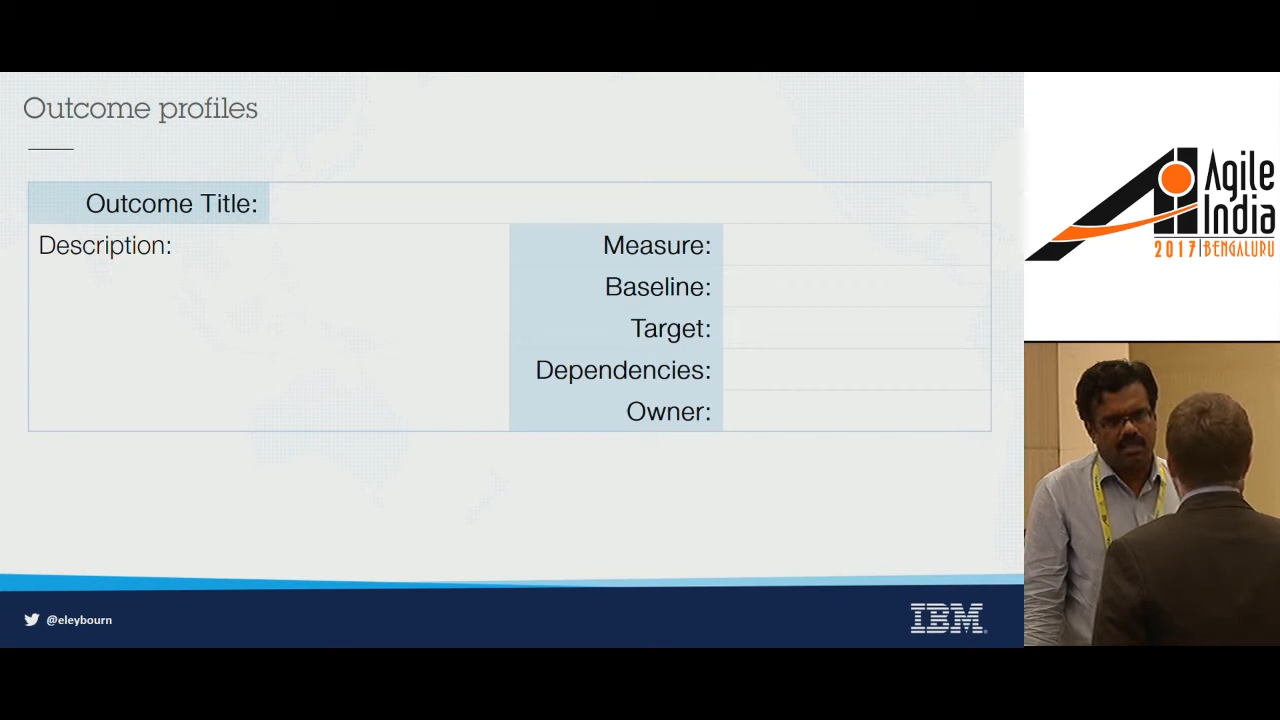 Outcome profiles
Outcome Title:
Description:
Measure:
Baseline:
Target:
Dependencies:
Owner:
@eleybourn
IBM
Agile
India
2017 | BENGALURU